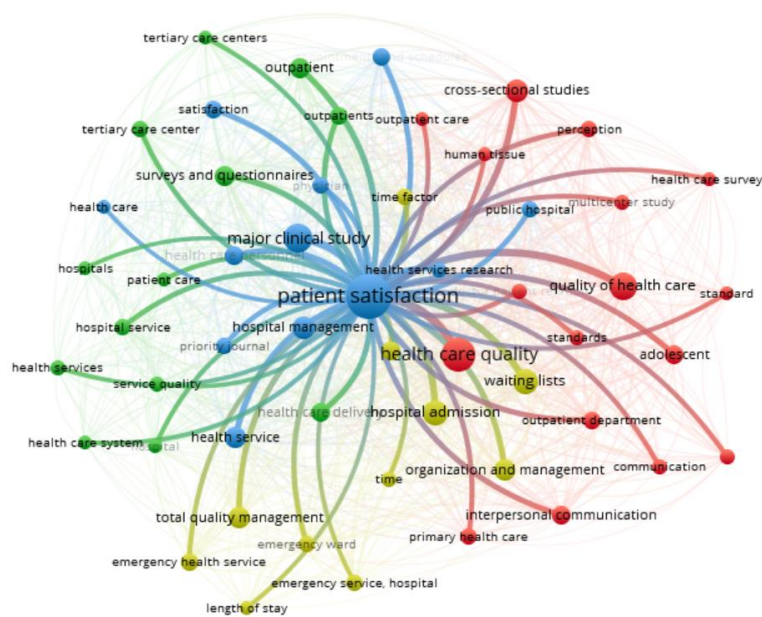 tertiary care centers
outpatient
cross-sectional studies
satisfaction
outpatients
outpatient care
tertiary care center
perception
human tissue
surveys and questionnaires
physician
health care survey
time factor
multicenter study
health care
public hospital
major clinical study
health care personnel
hospitals
health services research
patient care
quality of health care
patient satisfaction
standard
hospital service
hospital management
standards
priority journal
health care quality
adolescent
health services
service quality
waiting lists
health care delivery
hospital admission
outpatient department
health service
health care system
hospital
communication
organization and management
time
total quality management
interpersonal communication
primary health care
emergency ward
emergency health service
emergency service, hospital
length of stay